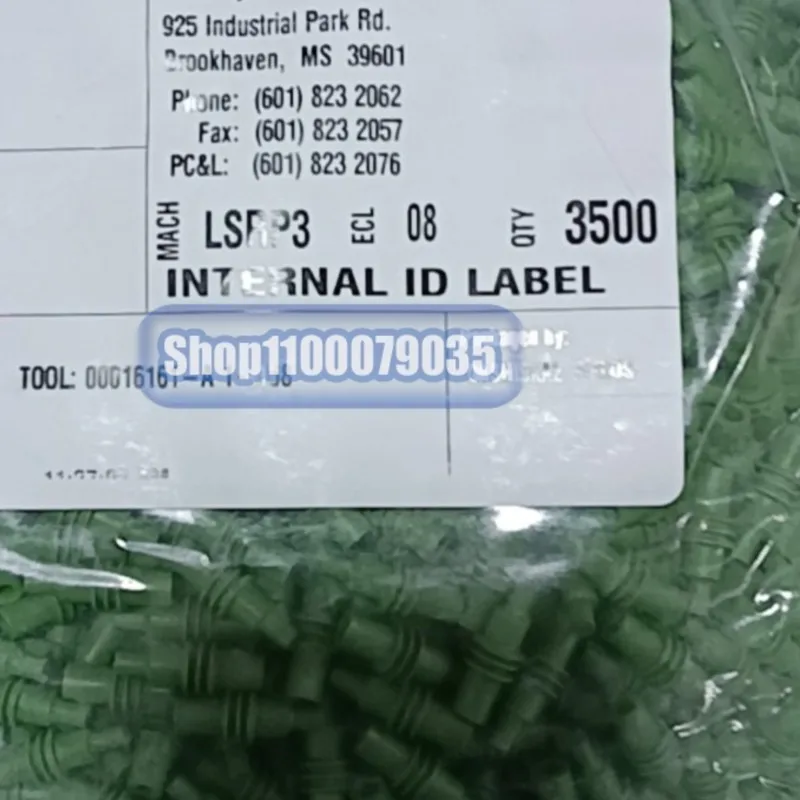 925 Industrial Park Rd.
Brookhaven, MS 39601
Phone: (601) 823 2062
Fax: (601) 823 2057
PC&L: (601) 823 2076
MACH LSRP3 ECL 08 QTY 3500
INTERNAL ID LABEL
Shop1100079035
TOOL:
by: